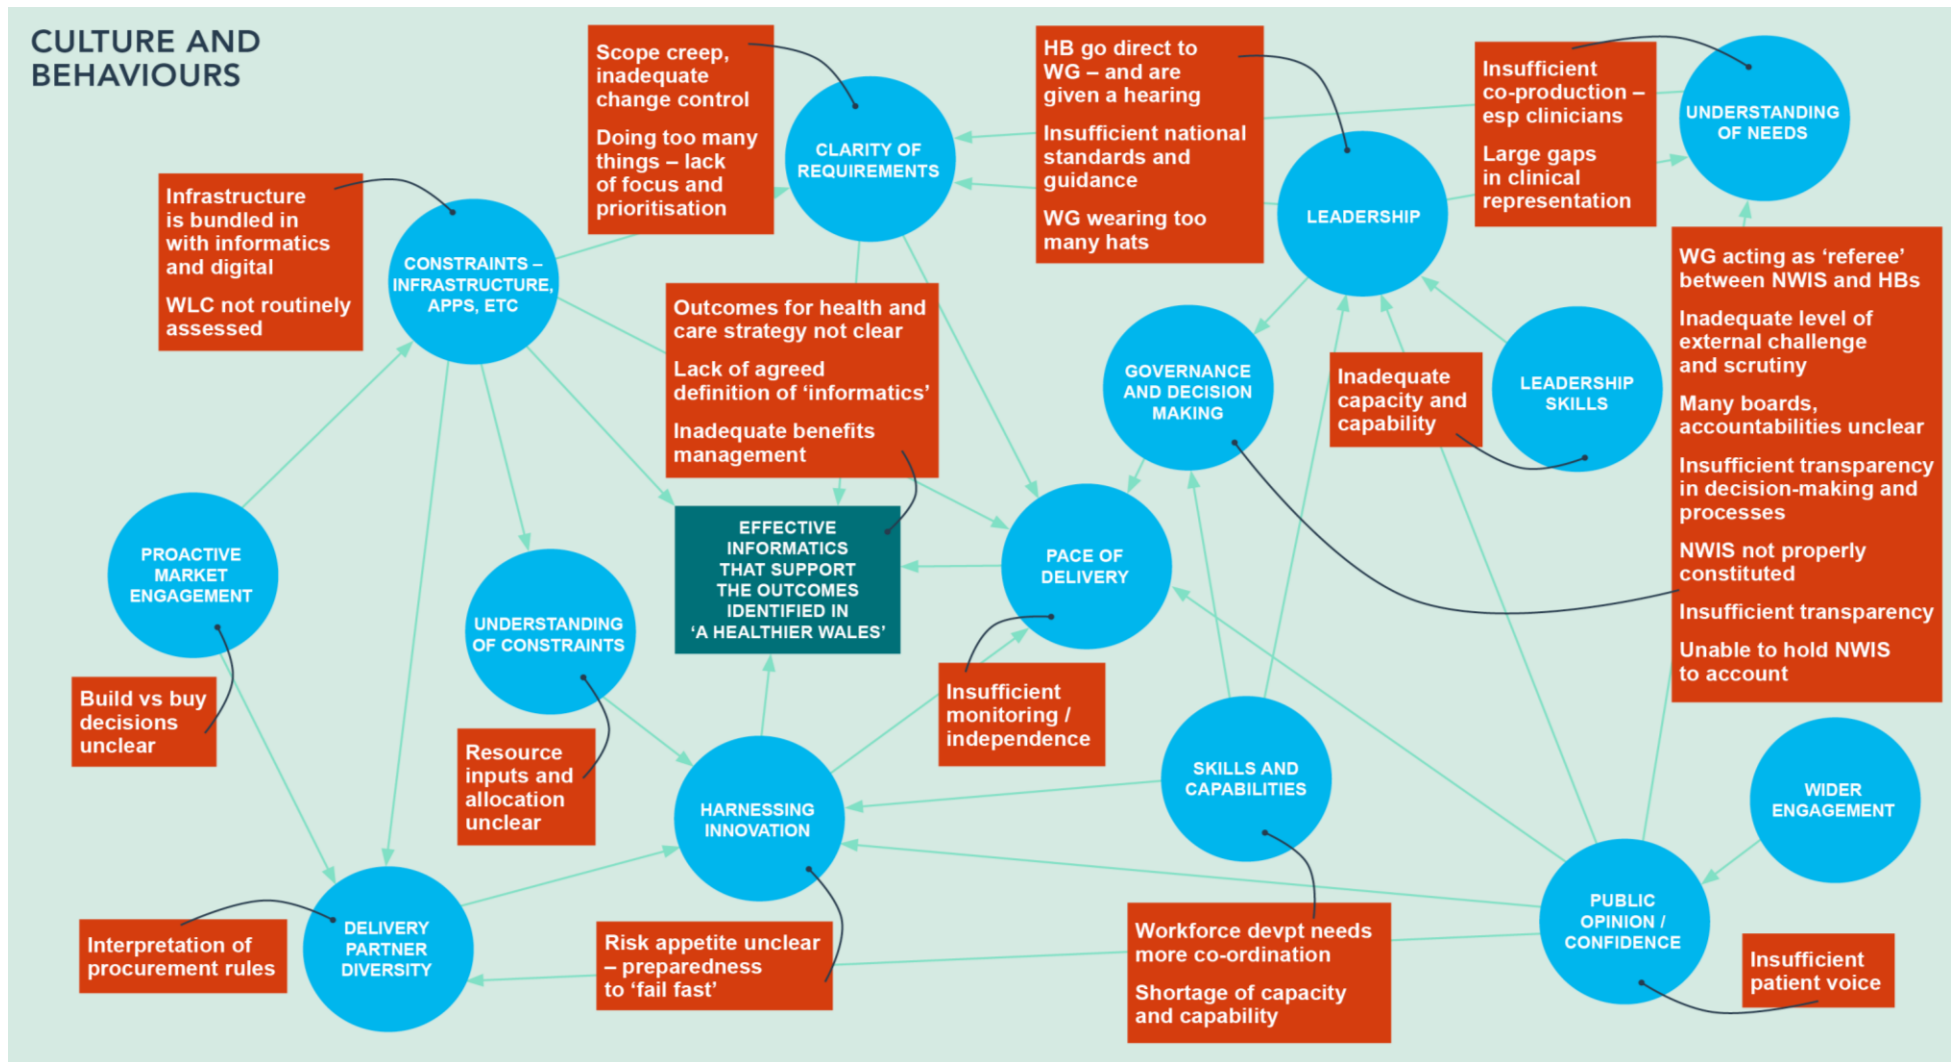 CULTURE AND
BEHAVIOURS
Scope creep,
inadequate
change control
Doing too many
things – lack
of focus and
prioritisation
CLARITY OF
REQUIREMENTS
HB go direct to
WG – and are
given a hearing
Insufficient national
standards and
guidance
WG wearing too
many hats
LEADERSHIP
Insufficient
co-production –
esp clinicians
Large gaps
in clinical
representation
UNDERSTANDING
OF NEEDS
Infrastructure
is bundled in
with informatics
and digital
WLC not routinely
assessed
CONSTRAINTS –
INFRASTRUCTURE,
APPS, ETC
Outcomes for health and
care strategy not clear
Lack of agreed
definition of ‘informatics’
Inadequate benefits
management
GOVERNANCE
AND DECISION
MAKING
Inadequate
capacity and
capability
LEADERSHIP
SKILLS
WG acting as ‘referee’
between NWIS and HBs
Inadequate level of
external challenge
and scrutiny
Many boards,
accountabilities unclear
Insufficient transparency
in decision-making and
processes
NWIS not properly
constituted
Insufficient transparency
Unable to hold NWIS
to account
PROACTIVE
MARKET
ENGAGEMENT
UNDERSTANDING
OF CONSTRAINTS
EFFECTIVE
INFORMATICS
THAT SUPPORT
THE OUTCOMES
IDENTIFIED IN
‘A HEALTHIER WALES’
PACE OF
DELIVERY
Build vs buy
decisions
unclear
Resource
inputs and
allocation
unclear
Insufficient
monitoring /
independence
HARNESSING
INNOVATION
SKILLS AND
CAPABILITIES
WIDER
ENGAGEMENT
Interpretation of
procurement rules
DELIVERY
PARTNER
DIVERSITY
Risk appetite unclear
– preparedness
to ‘fail fast’
Workforce devpt needs
more co-ordination
Shortage of capacity
and capability
PUBLIC
OPINION /
CONFIDENCE
Insufficient
patient voice